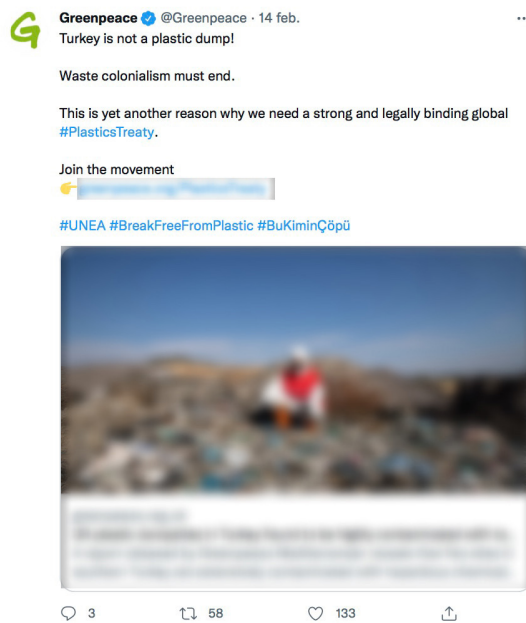 Greenpeace @Greenpeace · 14 feb.
Turkey is not a plastic dump!
Waste colonialism must end.
This is yet another reason why we need a strong and legally binding global
#PlasticsTreaty.
Join the movement
#UNEA #BreakFreeFromPlastic #BuKiminÇöpü
3 58 133